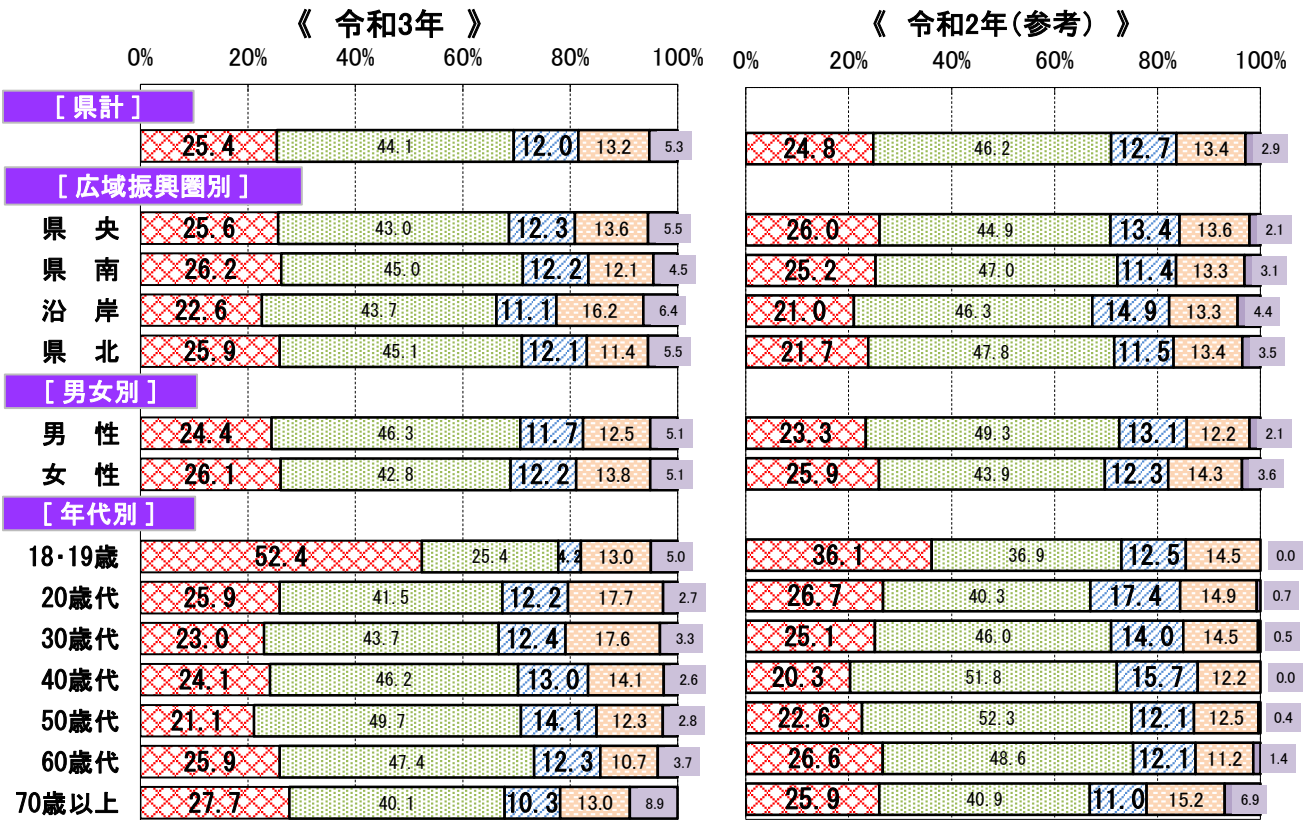 《 令和3年 》 《 令和2年(参考) 》
0% 20% 40% 60% 80% 100% 0% 20% 40% 60% 80% 100%
[ 県計 ]
25.4 44.1 12.0 13.2 5.3 24.8 46.2 12.7 13.4 2.9
[ 広域振興圏別 ]
県 央 25.6 43.0 12.3 13.6 5.5 26.0 44.9 13.4 13.6 2.1
県 南 26.2 45.0 12.2 12.1 4.5 25.2 47.0 11.4 13.3 3.1
沿 岸 22.6 43.7 11.1 16.2 6.4 21.0 46.3 14.9 13.3 4.4
県 北 25.9 45.1 12.1 11.4 5.5 21.7 47.8 11.5 13.4 3.5
[ 男女別 ]
男 性 24.4 46.3 11.7 12.5 5.1 23.3 49.3 13.1 12.2 2.1
女 性 26.1 42.8 12.2 13.8 5.1 25.9 43.9 12.3 14.3 3.6
[ 年代別 ]
18・19歳 52.4 25.4 4.2 13.0 5.0 36.1 36.9 12.5 14.5 0.0
20歳代 25.9 41.5 12.2 17.7 2.7 26.7 40.3 17.4 14.9 0.7
30歳代 23.0 43.7 12.4 17.6 3.3 25.1 46.0 14.0 14.5 0.5
40歳代 24.1 46.2 13.0 14.1 2.6 20.3 51.8 15.7 12.2 0.0
50歳代 21.1 49.7 14.1 12.3 2.8 22.6 52.3 12.1 12.5 0.4
60歳代 25.9 47.4 12.3 10.7 3.7 26.6 48.6 12.1 11.2 1.4
70歳以上 27.7 40.1 10.3 13.0 8.9 25.9 40.9 11.0 15.2 6.9